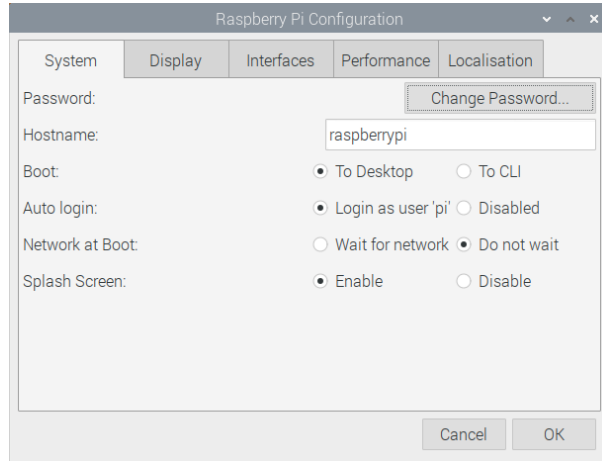 Raspberry Pi Configuration
System Display Interfaces Performance Localisation
Password: Change Password...
Hostname: raspberrypi
Boot: To Desktop To CLI
Auto login: Login as user 'pi' Disabled
Network at Boot: Wait for network Do not wait
Splash Screen: Enable Disable
Cancel OK